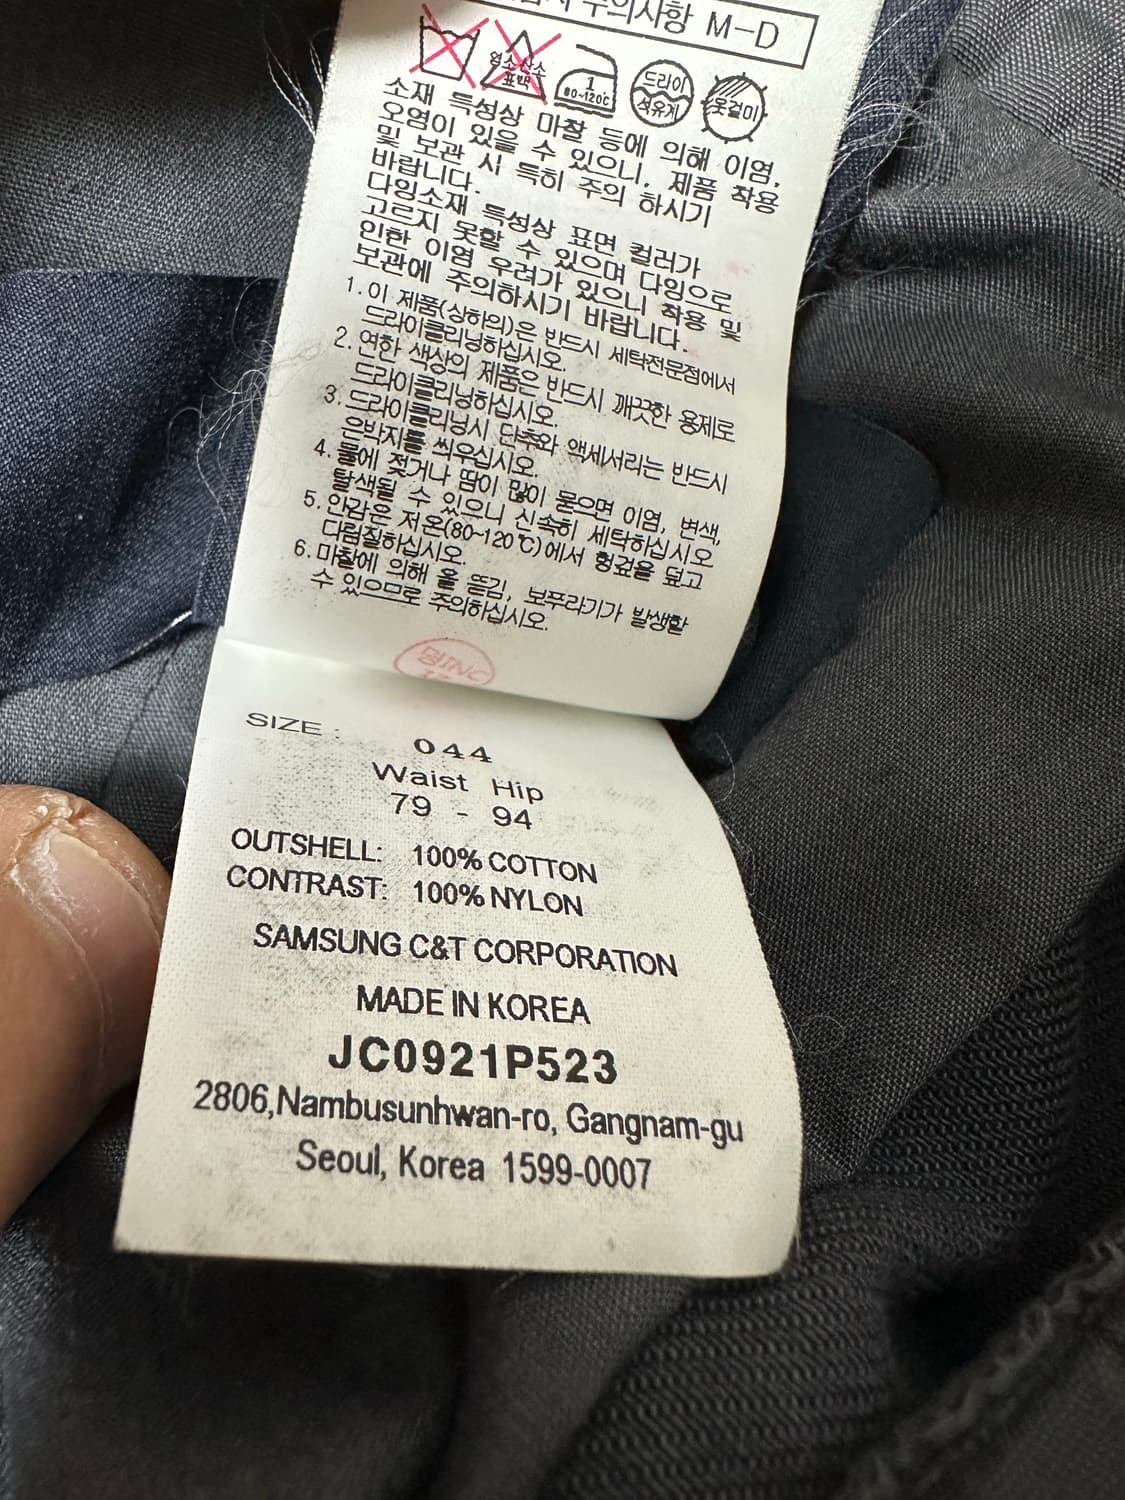 주의사항 M-D
염소산소
표백
1
80~120℃
드라이
석유계
옷걸이
소재 특성상 마찰 등에 의해 이염,
오염이 있을 수 있으니, 제품 착용
및 보관 시 특히 주의 하시기
바랍니다.
다잉소재 특성상 표면 컬러가
고르지 못할 수 있으며 다잉으로
인한 이염 우려가 있으니 착용 및
보관에 주의하시기 바랍니다.
1. 이 제품(상하의)은 반드시 세탁전문점에서
드라이클리닝하십시오.
2. 연한 색상의 제품은 반드시 깨끗한 용제로
드라이클리닝하십시오.
3. 드라이클리닝시 단추와 액세서리는 반드시
은박지를 씌우십시오.
4. 물에 젖거나 땀이 많이 묻으면 이염, 변색,
탈색될 수 있으니 신속히 세탁하십시오
5. 안감은 저온(80~120℃)에서 헝겊을 덮고
다림질하십시오.
6. 마찰에 의해 올 뜯김, 보푸라기가 발생할
수 있으므로 주의하십시오.
명INC
SIZE : 044
Waist Hip
79 - 94
OUTSHELL: 100% COTTON
CONTRAST: 100% NYLON
SAMSUNG C&T CORPORATION
MADE IN KOREA
JC0921P523
2806,Nambusunhwan-ro, Gangnam-gu
Seoul, Korea 1599-0007